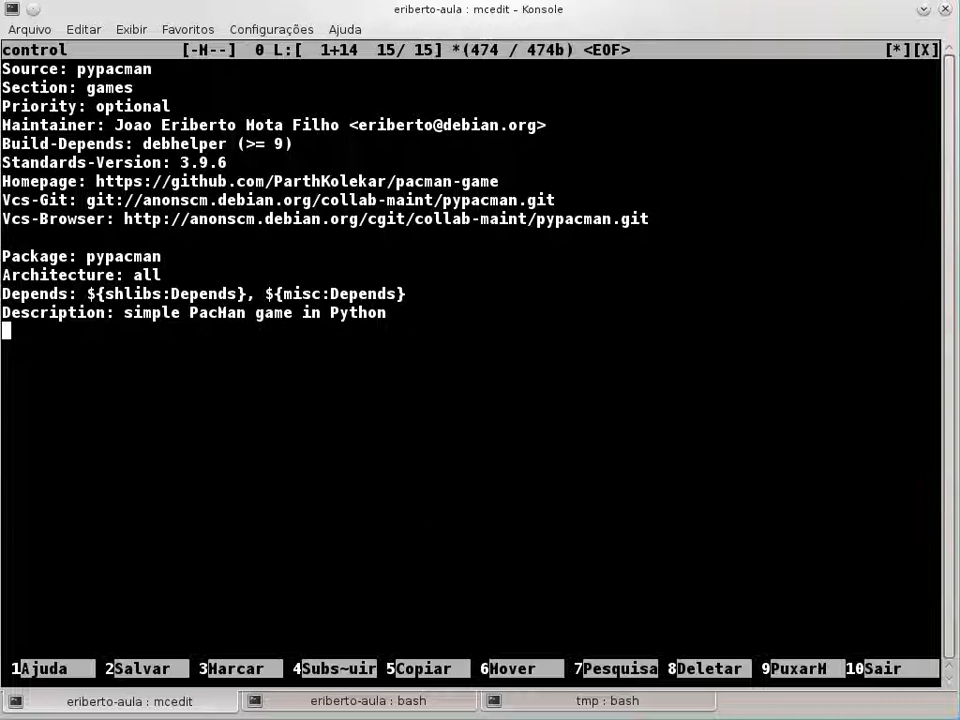 eriberto-aula : mcedit – Konsole
Arquivo Editar Exibir Favoritos Configurações Ajuda
control [-M--] 0 L:[ 1+14 15/ 15] *(474 / 474b) <EOF> [*][X]
Source: pypacman
Section: games
Priority: optional
Maintainer: Joao Eriberto Mota Filho <eriberto@debian.org>
Build-Depends: debhelper (>= 9)
Standards-Version: 3.9.6
Homepage: https://github.com/ParthKolekar/pacman-game
Vcs-Git: git://anonscm.debian.org/collab-maint/pypacman.git
Vcs-Browser: http://anonscm.debian.org/cgit/collab-maint/pypacman.git
Package: pypacman
Architecture: all
Depends: ${shlibs:Depends}, ${misc:Depends}
Description: simple PacMan game in Python
1Ajuda 2Salvar 3Marcar 4Subs~uir 5Copiar 6Mover 7Pesquisa 8Deletar 9PuxarM 10Sair
eriberto-aula : mcedit eriberto-aula : bash tmp : bash